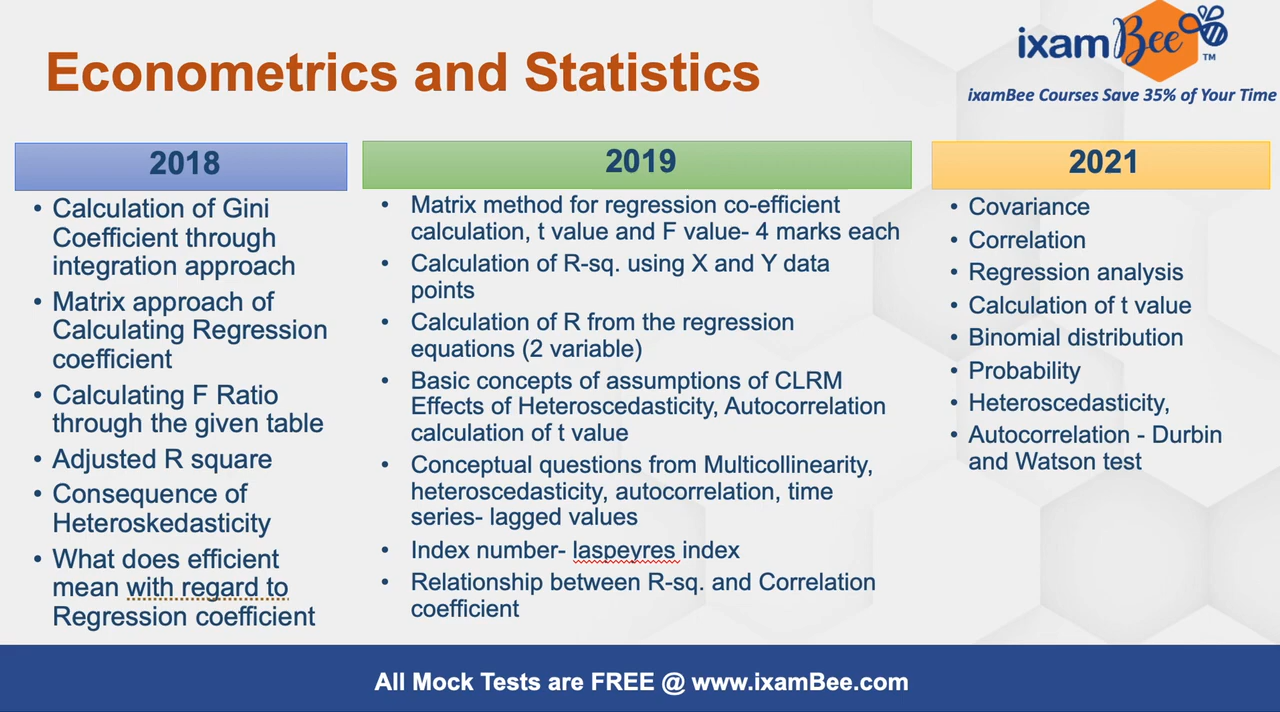 ixamBee TM
Econometrics and Statistics
ixamBee Courses Save 35% of Your Time
2018
• Calculation of Gini
Coefficient through
integration approach
• Matrix approach of
Calculating Regression
coefficient
• Calculating F Ratio
through the given table
• Adjusted R square
• Consequence of
Heteroskedasticity
• What does efficient
mean with regard to
Regression coefficient
2019
• Matrix method for regression co-efficient
calculation, t value and F value- 4 marks each
• Calculation of R-sq. using X and Y data
points
• Calculation of R from the regression
equations (2 variable)
• Basic concepts of assumptions of CLRM
Effects of Heteroscedasticity, Autocorrelation
calculation of t value
• Conceptual questions from Multicollinearity,
heteroscedasticity, autocorrelation, time
series- lagged values
• Index number- laspeyres index
• Relationship between R-sq. and Correlation
coefficient
2021
• Covariance
• Correlation
• Regression analysis
• Calculation of t value
• Binomial distribution
• Probability
• Heteroscedasticity,
• Autocorrelation - Durbin
and Watson test
All Mock Tests are FREE @ www.ixamBee.com